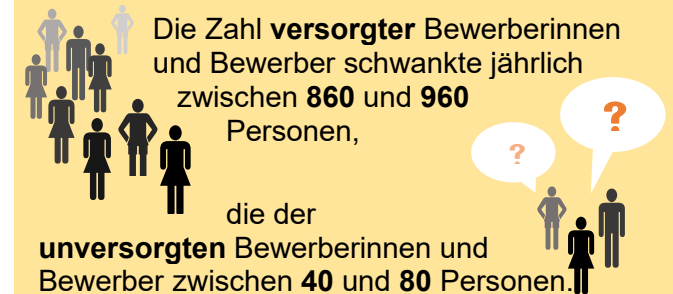 Die Zahl versorgter Bewerberinnen
und Bewerber schwankte jährlich
zwischen 860 und 960
Personen,
?
?
die der
unversorgten Bewerberinnen und
Bewerber zwischen 40 und 80 Personen.